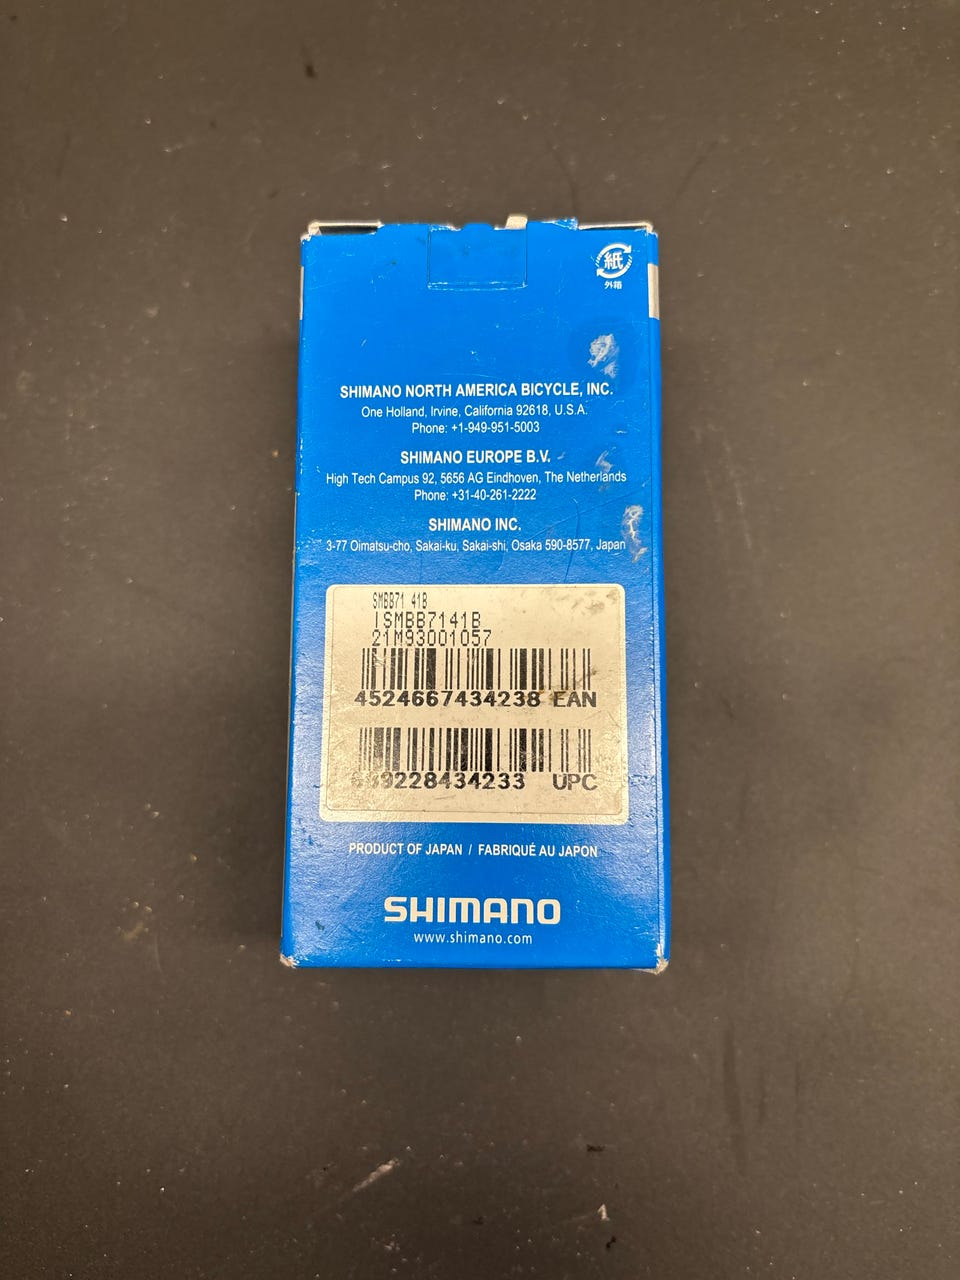 紙
外箱
SHIMANO NORTH AMERICA BICYCLE, INC.
One Holland, Irvine, California 92618, U.S.A.
Phone: +1-949-951-5003
SHIMANO EUROPE B.V.
High Tech Campus 92, 5656 AG Eindhoven, The Netherlands
Phone: +31-40-261-2222
SHIMANO INC.
3-77 Oimatsu-cho, Sakai-ku, Sakai-shi, Osaka 590-8577, Japan
SMBB71 41B
ISMBB7141B
21M93001057
4524667434238 EAN
689228434233 UPC
PRODUCT OF JAPAN / FABRIQUÉ AU JAPON
SHIMANO
www.shimano.com